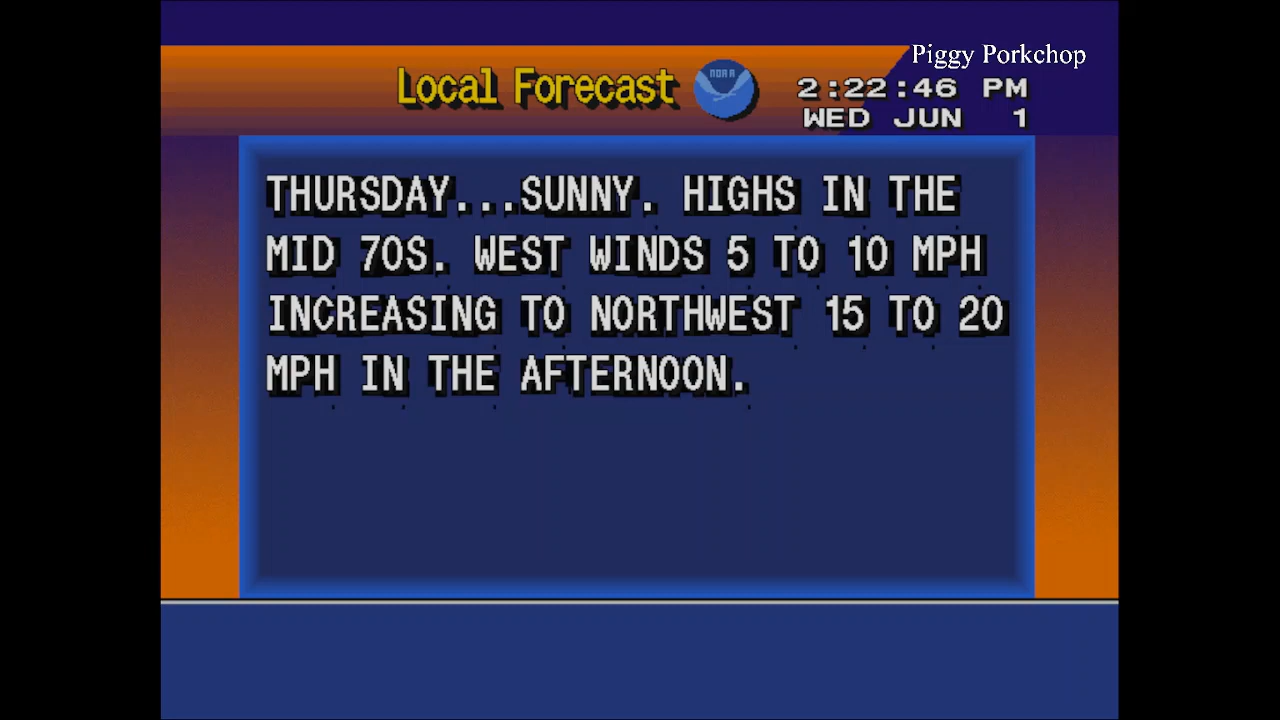 Piggy Porkchop
Local Forecast
NOAA
2:22:46 PM
WED JUN 1
THURSDAY...SUNNY. HIGHS IN THE
MID 70S. WEST WINDS 5 TO 10 MPH
INCREASING TO NORTHWEST 15 TO 20
MPH IN THE AFTERNOON.